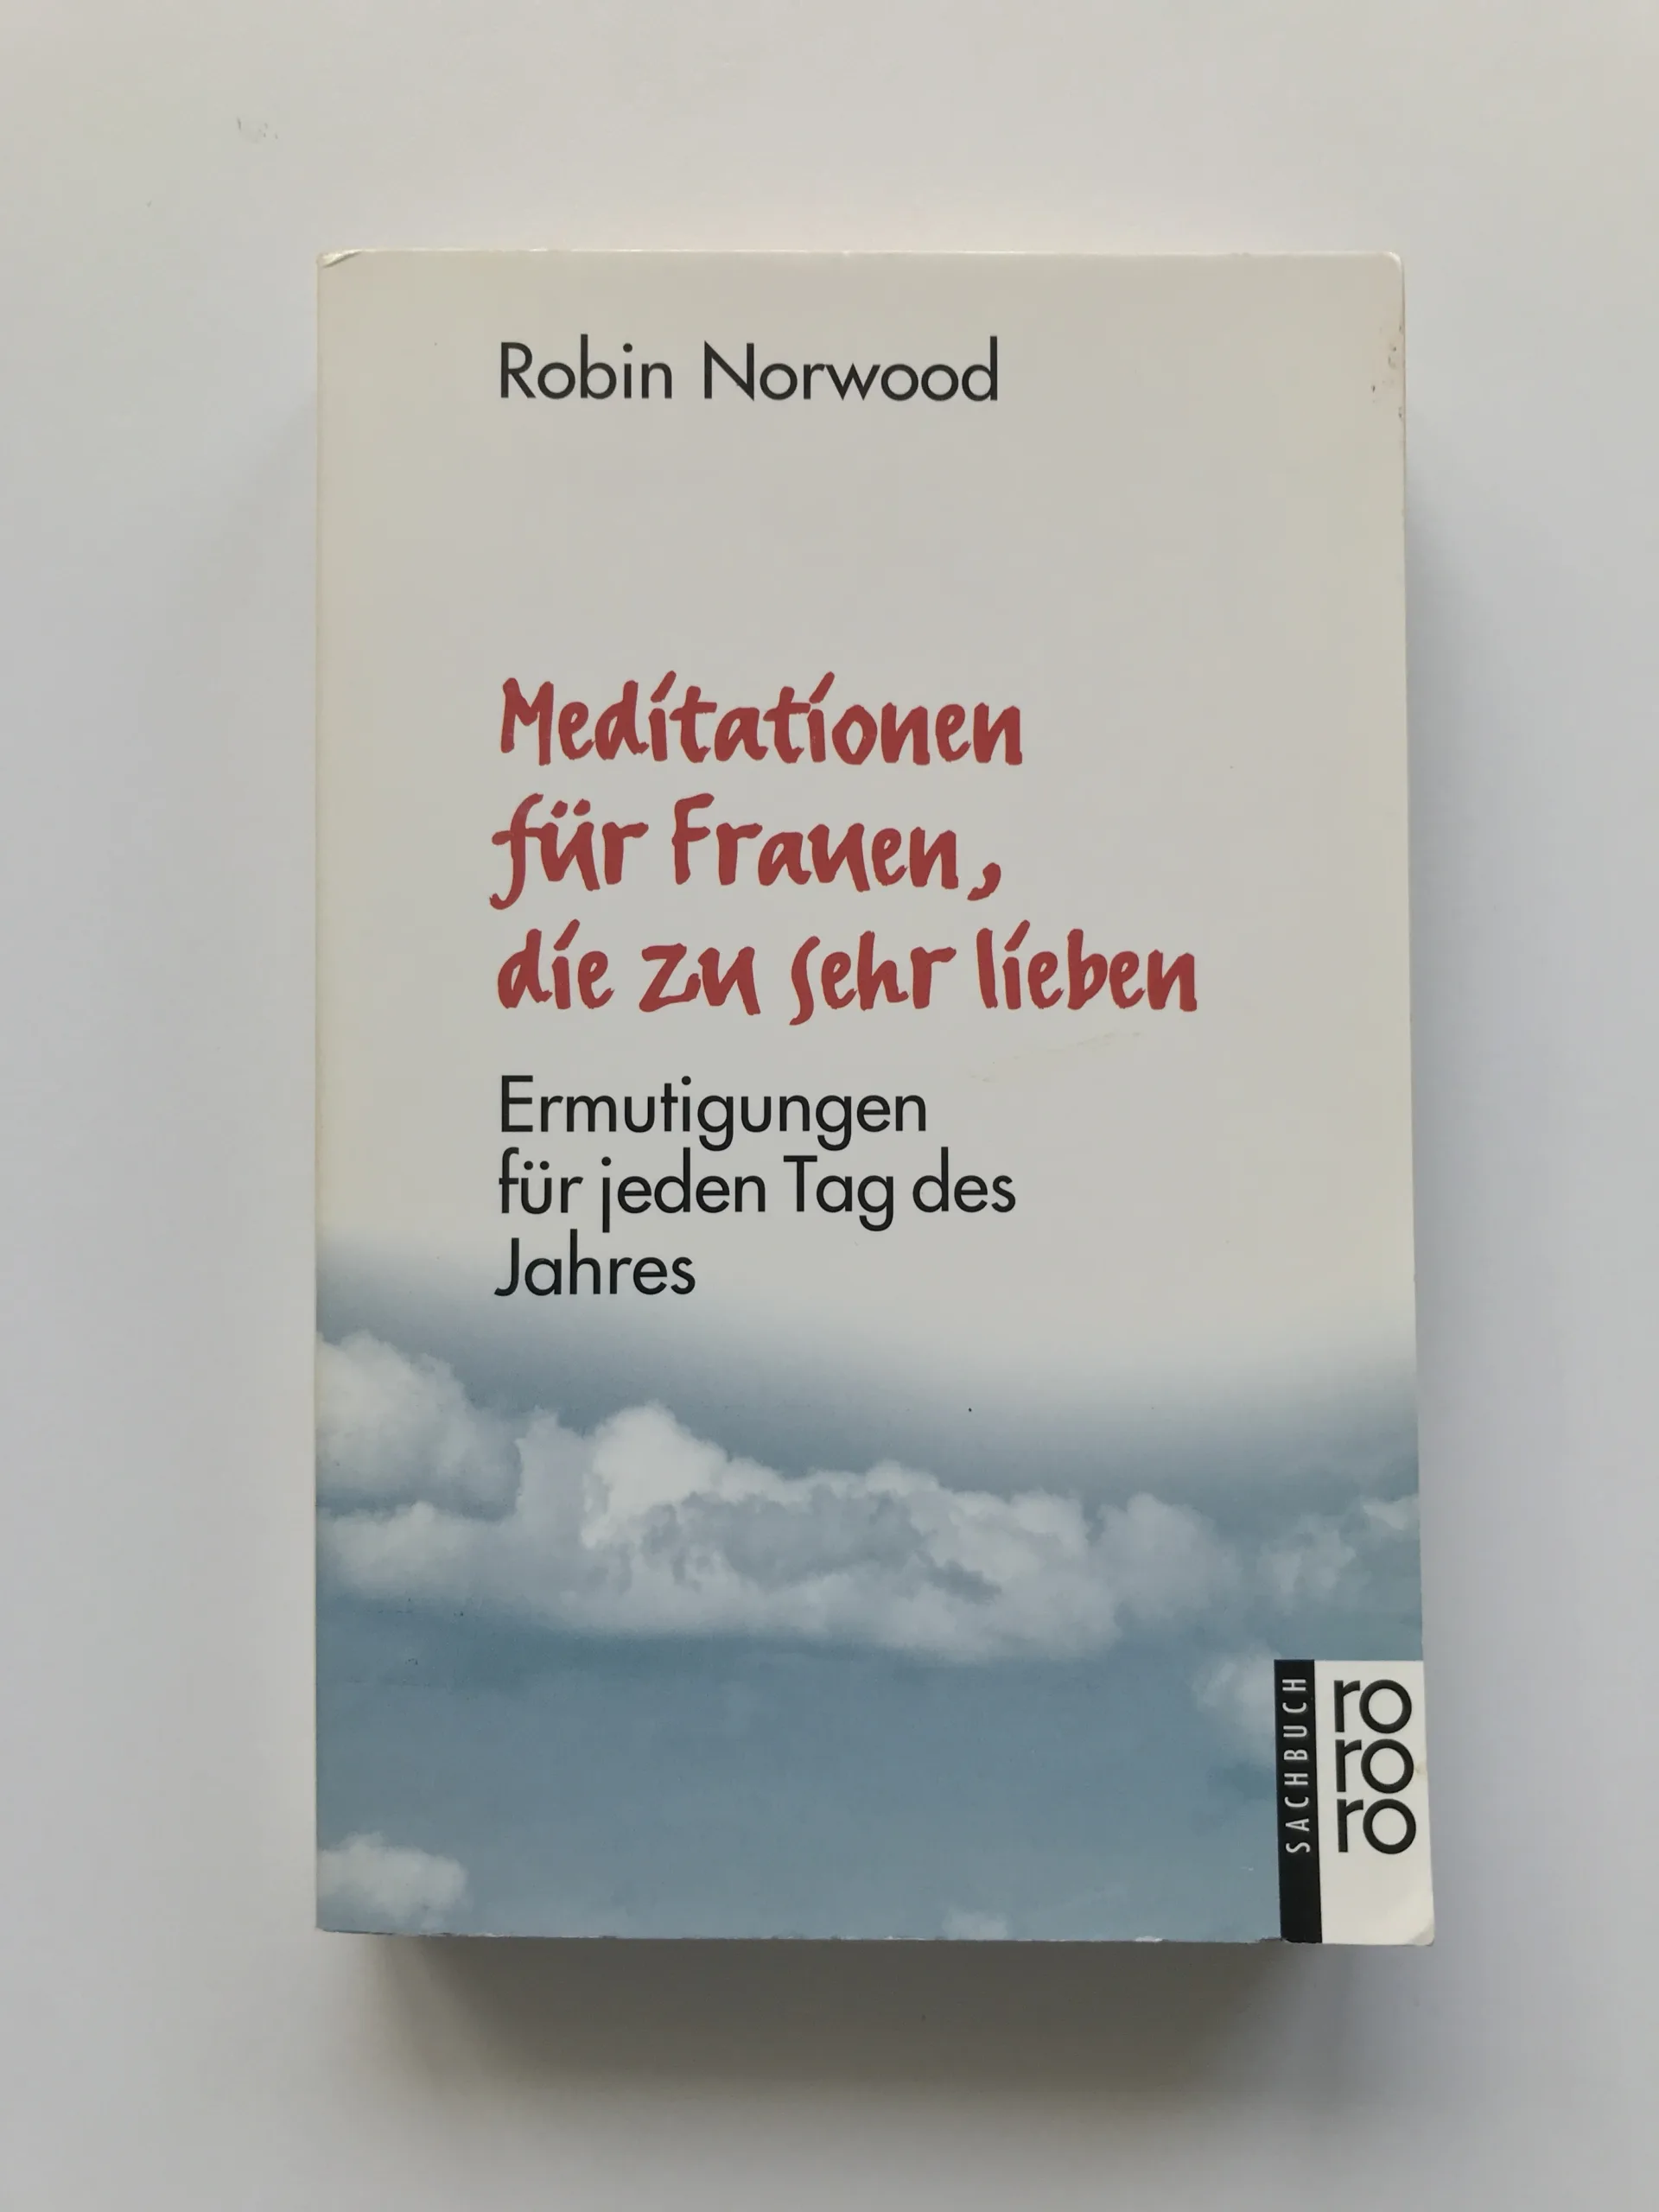 Robin Norwood
Meditationen
für Frauen,
die zu sehr lieben
Ermutigungen
für jeden Tag des
Jahres
SACHBUCH
ro
ro
ro